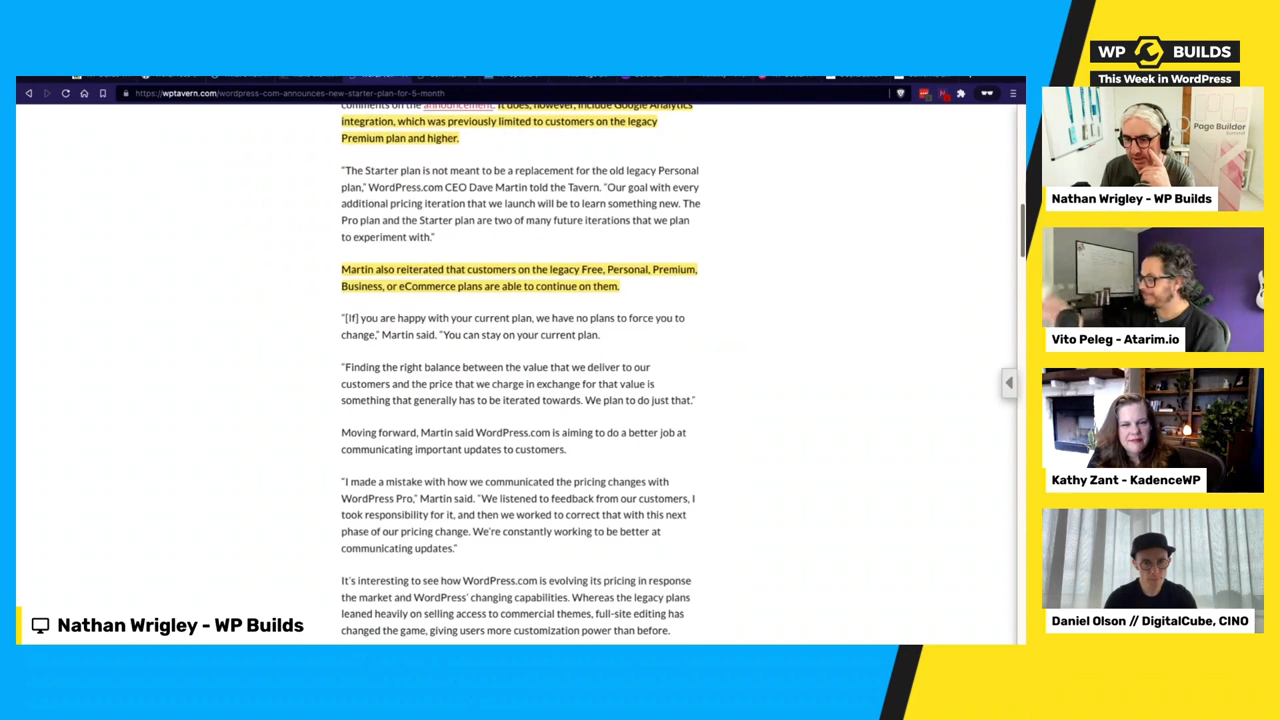 WP BUILDS
This Week in WordPress
https://wptavern.com/wordpress-com-announces-new-starter-plan-for-5-month
comments on the announcement. It does, however, include Google Analytics
integration, which was previously limited to customers on the legacy
Premium plan and higher.
“The Starter plan is not meant to be a replacement for the old legacy Personal
plan,” WordPress.com CEO Dave Martin told the Tavern. “Our goal with every
additional pricing iteration that we launch will be to learn something new. The
Pro plan and the Starter plan are two of many future iterations that we plan
to experiment with.”
Martin also reiterated that customers on the legacy Free, Personal, Premium,
Business, or eCommerce plans are able to continue on them.
“[If] you are happy with your current plan, we have no plans to force you to
change,” Martin said. “You can stay on your current plan.
“Finding the right balance between the value that we deliver to our
customers and the price that we charge in exchange for that value is
something that generally has to be iterated towards. We plan to do just that.”
Moving forward, Martin said WordPress.com is aiming to do a better job at
communicating important updates to customers.
“I made a mistake with how we communicated the pricing changes with
WordPress Pro,” Martin said. “We listened to feedback from our customers, I
took responsibility for it, and then we worked to correct that with this next
phase of our pricing change. We’re constantly working to be better at
communicating updates.”
It’s interesting to see how WordPress.com is evolving its pricing in response
the market and WordPress’ changing capabilities. Whereas the legacy plans
leaned heavily on selling access to commercial themes, full-site editing has
changed the game, giving users more customization power than before.
Nathan Wrigley - WP Builds
Page Builder
Summit
Nathan Wrigley - WP Builds
Vito Peleg - Atarim.io
Kathy Zant - KadenceWP
Daniel Olson // DigitalCube, CINO